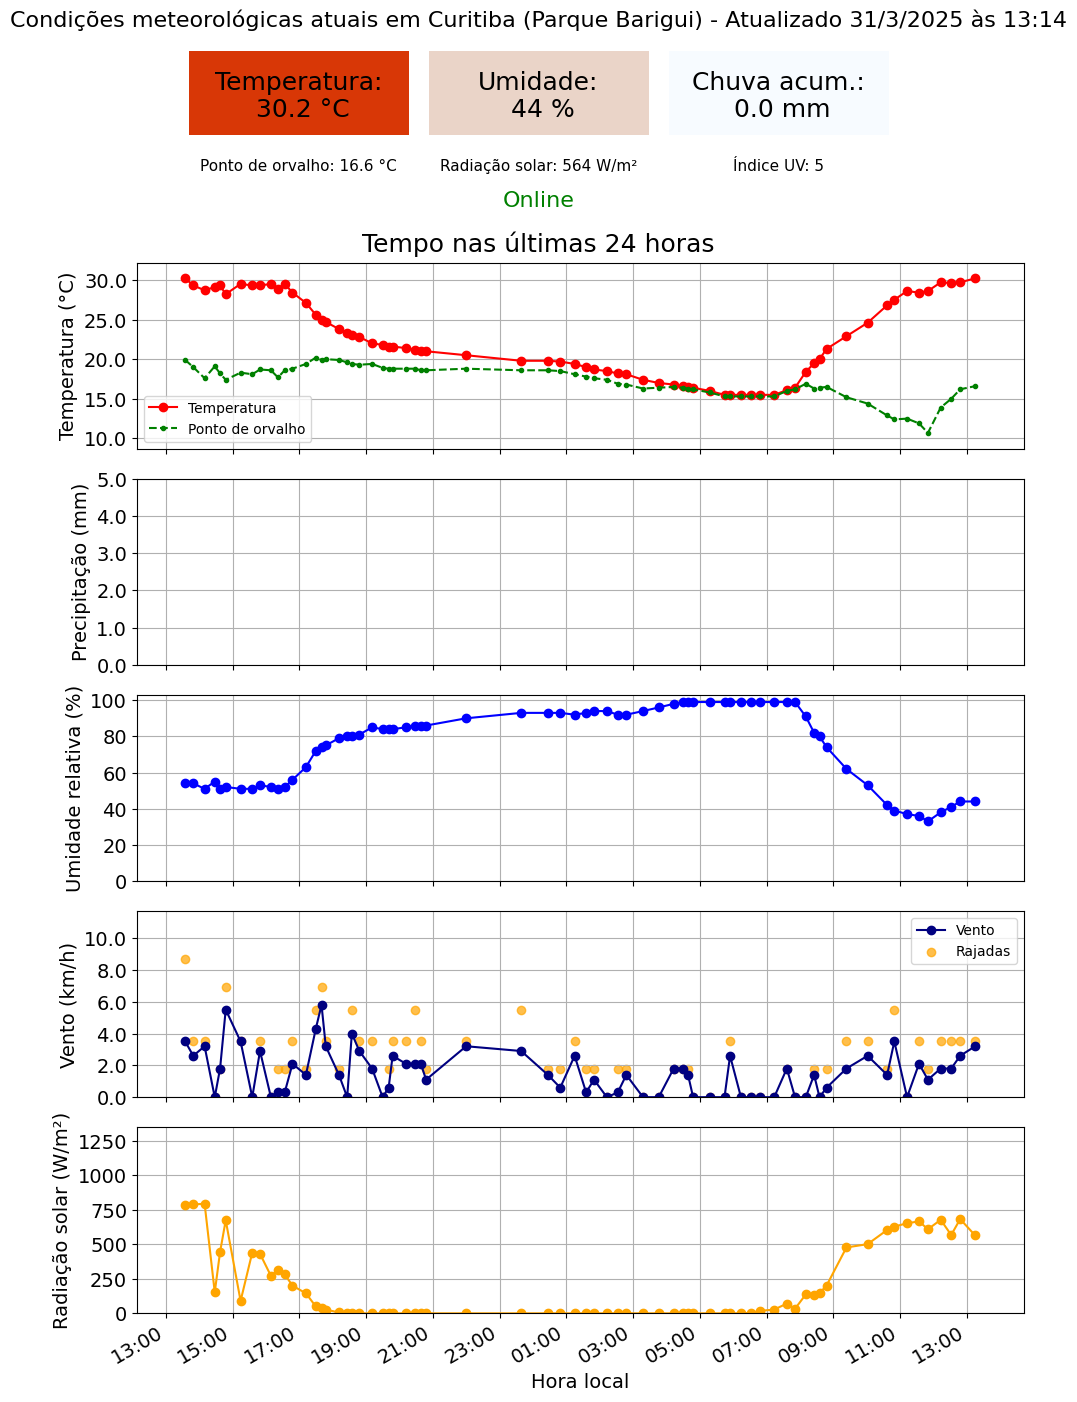 Condições meteorológicas atuais em Curitiba (Parque Barigui) - Atualizado 31/3/2025 às 13:14
Temperatura:
30.2 °C
Umidade:
44 %
Chuva acum.:
0.0 mm
Ponto de orvalho: 16.6 °C
Radiação solar: 564 W/m²
Índice UV: 5
Online
Tempo nas últimas 24 horas
Temperatura (°C)
30.0
25.0
20.0
15.0
10.0
Temperatura
Ponto de orvalho
Precipitação (mm)
5.0
4.0
3.0
2.0
1.0
0.0
Umidade relativa (%)
100
80
60
40
20
0
Vento (km/h)
10.0
8.0
6.0
4.0
2.0
0.0
Vento
Rajadas
Radiação solar (W/m²)
1250
1000
750
500
250
0
13:00
15:00
17:00
19:00
21:00
23:00
01:00
03:00
05:00
07:00
09:00
11:00
13:00
Hora local